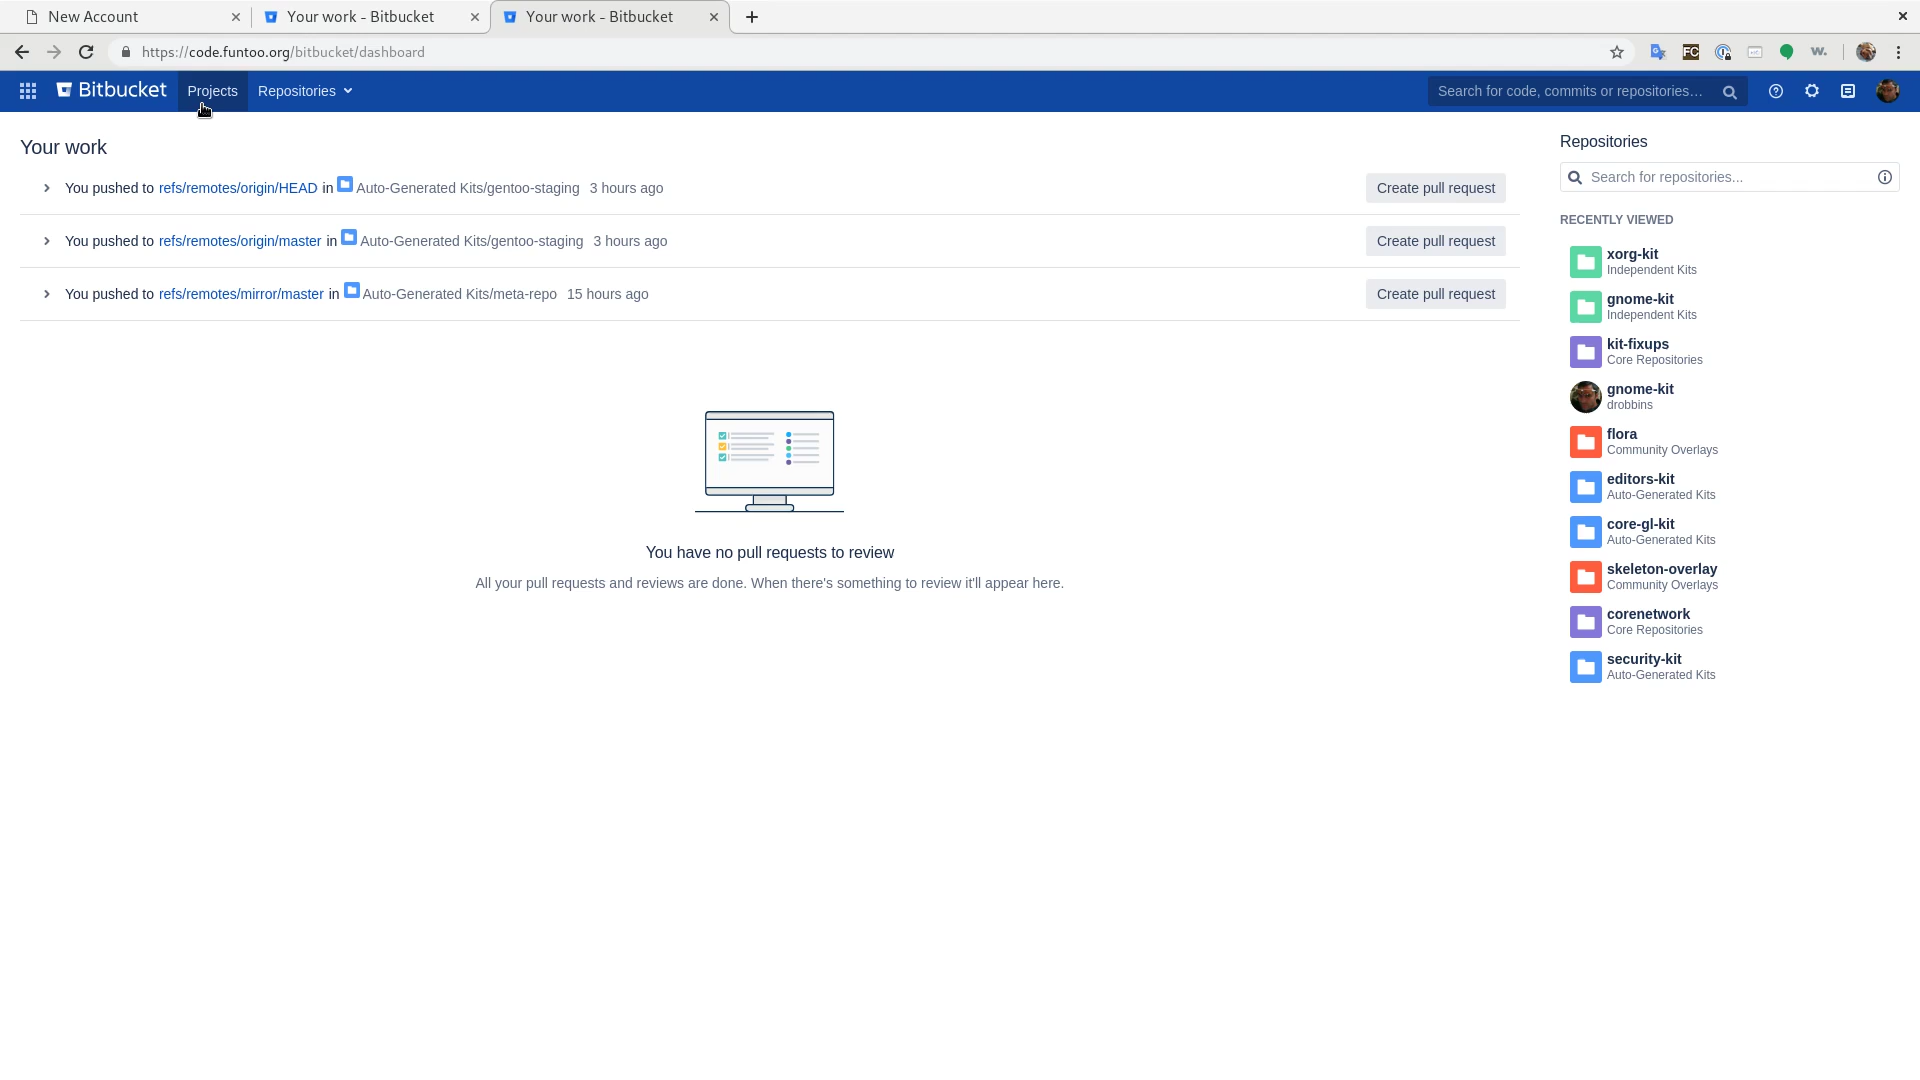 New Account
Your work - Bitbucket
Your work - Bitbucket
https://code.funtoo.org/bitbucket/dashboard
FC
w.
Bitbucket
Projects
Repositories
Search for code, commits or repositories...
Your work
You pushed to refs/remotes/origin/HEAD in Auto-Generated Kits/gentoo-staging 3 hours ago
Create pull request
You pushed to refs/remotes/origin/master in Auto-Generated Kits/gentoo-staging 3 hours ago
Create pull request
You pushed to refs/remotes/mirror/master in Auto-Generated Kits/meta-repo 15 hours ago
Create pull request
You have no pull requests to review
All your pull requests and reviews are done. When there's something to review it'll appear here.
Repositories
Search for repositories...
RECENTLY VIEWED
xorg-kit
Independent Kits
gnome-kit
Independent Kits
kit-fixups
Core Repositories
gnome-kit
drobbins
flora
Community Overlays
editors-kit
Auto-Generated Kits
core-gl-kit
Auto-Generated Kits
skeleton-overlay
Community Overlays
corenetwork
Core Repositories
security-kit
Auto-Generated Kits